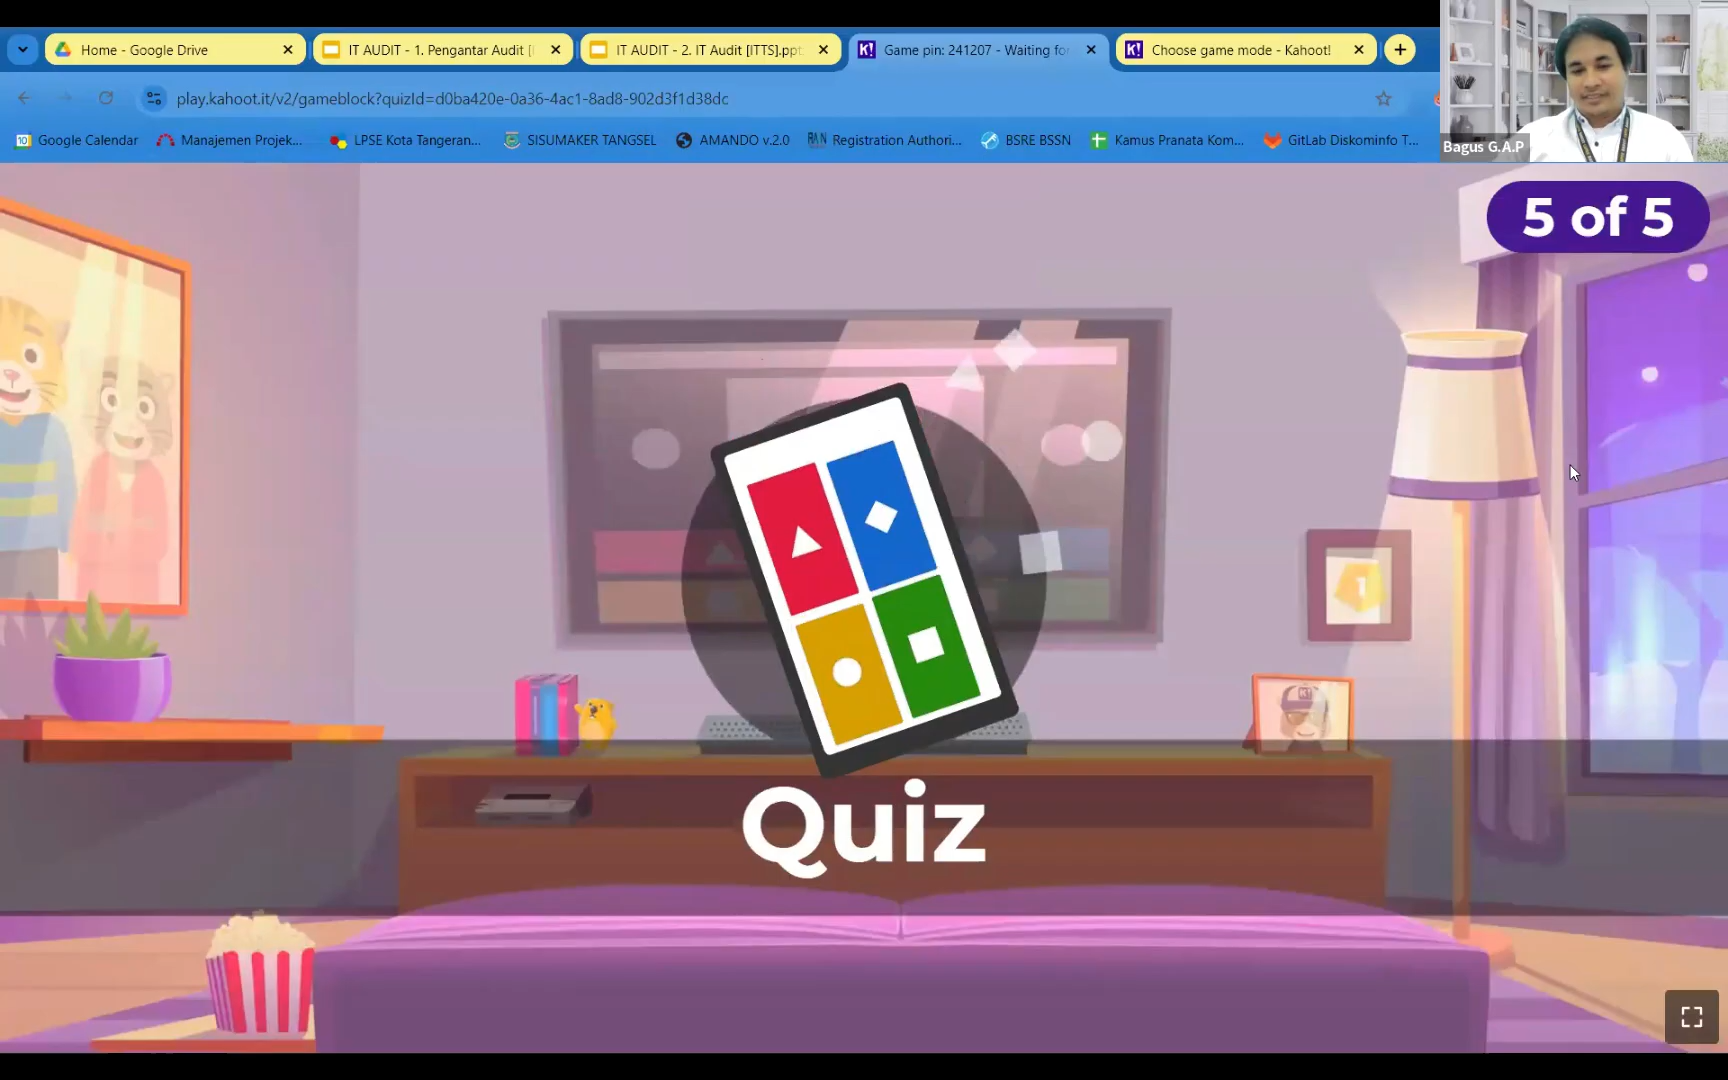 Home - Google Drive
IT AUDIT - 1. Pengantar Audit [I
IT AUDIT - 2. IT Audit [ITTS].ppt
Game pin: 241207 - Waiting fo
Choose game mode - Kahoot!
play.kahoot.it/v2/gameblock?quizId=d0ba420e-0a36-4ac1-8ad8-902d3f1d38dc
Google Calendar
Manajemen Projek...
LPSE Kota Tangeran...
SISUMAKER TANGSEL
AMANDO v.2.0
Registration Authori...
BSRE BSSN
Kamus Pranata Kom...
GitLab Diskominfo T...
Bagus G.A.P
5 of 5
1
Quiz